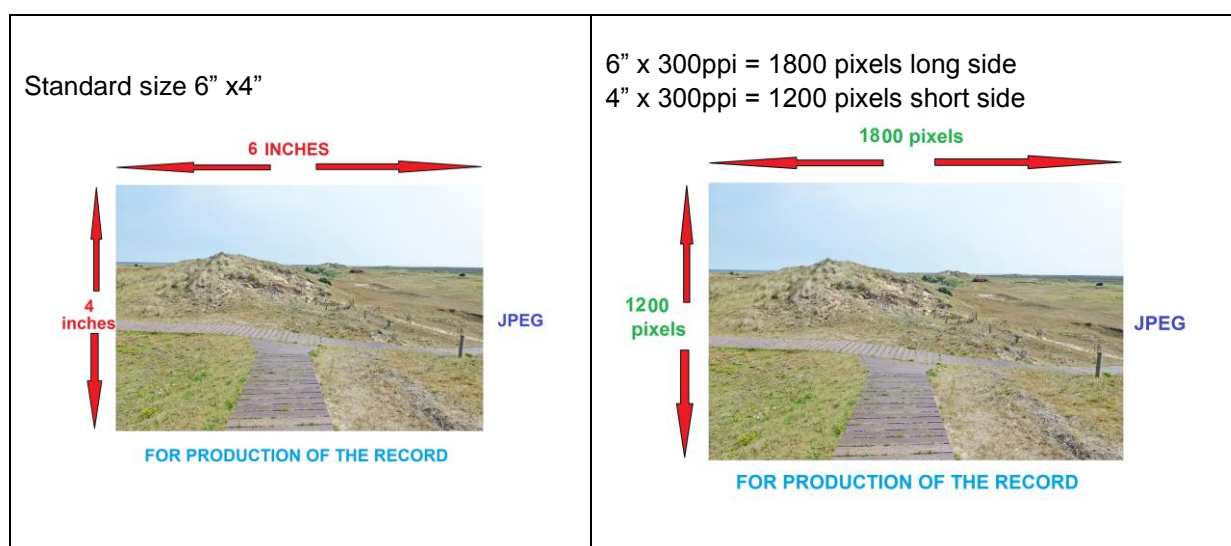 Standard size 6” x4”
6 INCHES
4
inches
JPEG
FOR PRODUCTION OF THE RECORD
6” x 300ppi = 1800 pixels long side
4” x 300ppi = 1200 pixels short side
1800 pixels
1200
pixels
JPEG
FOR PRODUCTION OF THE RECORD